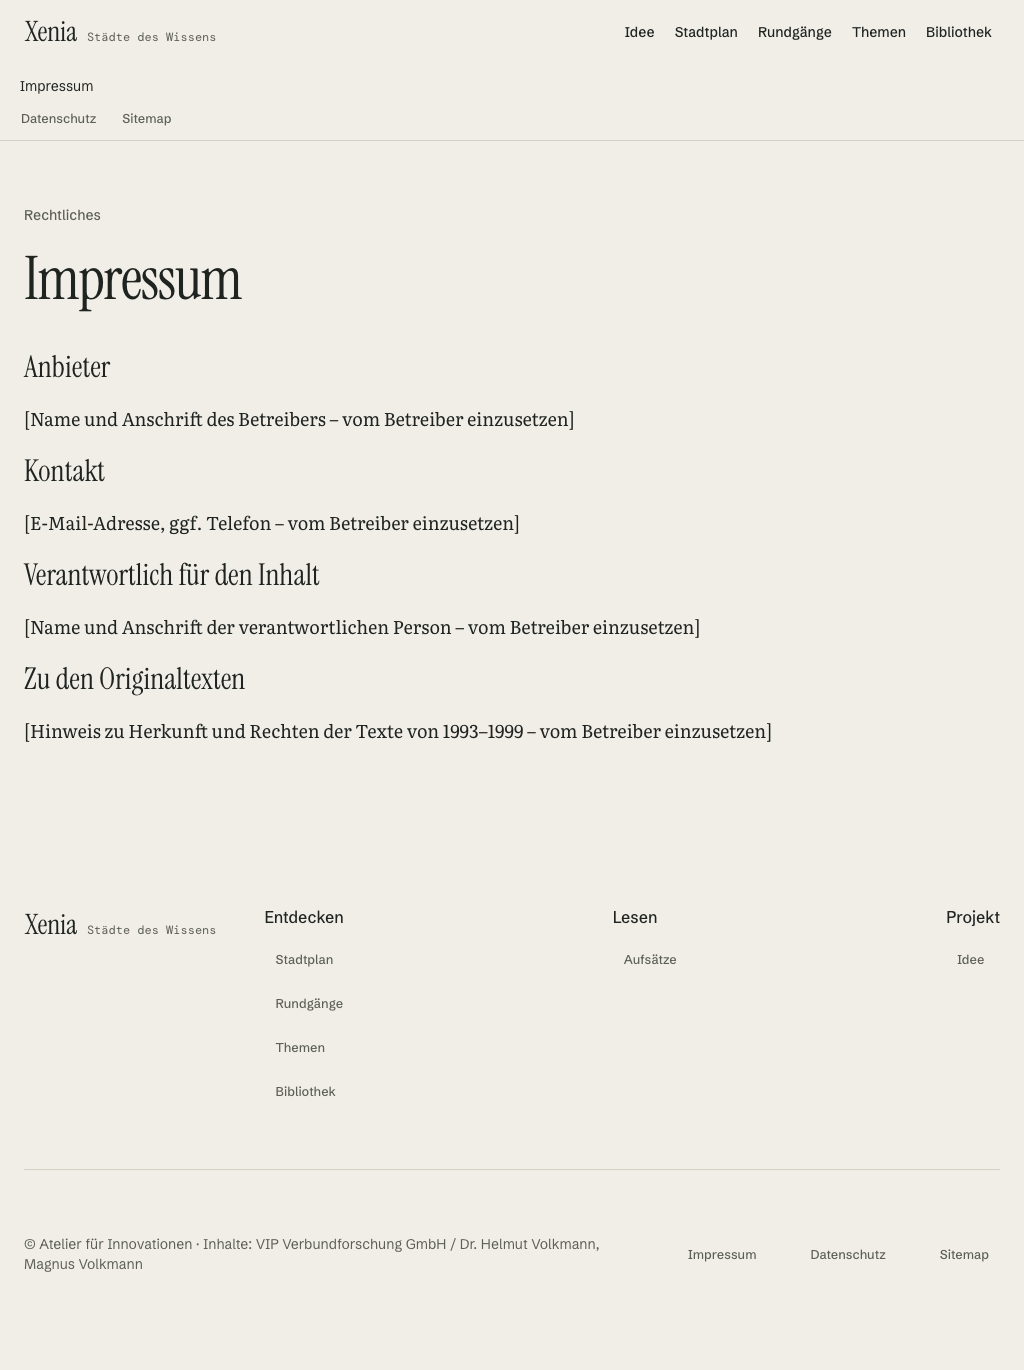 Xenia Städte des Wissens
Idee Stadtplan Rundgänge Themen Bibliothek
Impressum
Datenschutz Sitemap
Rechtliches
Impressum
Anbieter
[Name und Anschrift des Betreibers – vom Betreiber einzusetzen]
Kontakt
[E-Mail-Adresse, ggf. Telefon – vom Betreiber einzusetzen]
Verantwortlich für den Inhalt
[Name und Anschrift der verantwortlichen Person – vom Betreiber einzusetzen]
Zu den Originaltexten
[Hinweis zu Herkunft und Rechten der Texte von 1993–1999 – vom Betreiber einzusetzen]
Xenia Städte des Wissens
Entdecken
Stadtplan
Rundgänge
Themen
Bibliothek
Lesen
Aufsätze
Projekt
Idee
© Atelier für Innovationen · Inhalte: VIP Verbundforschung GmbH / Dr. Helmut Volkmann,
Magnus Volkmann
Impressum Datenschutz Sitemap